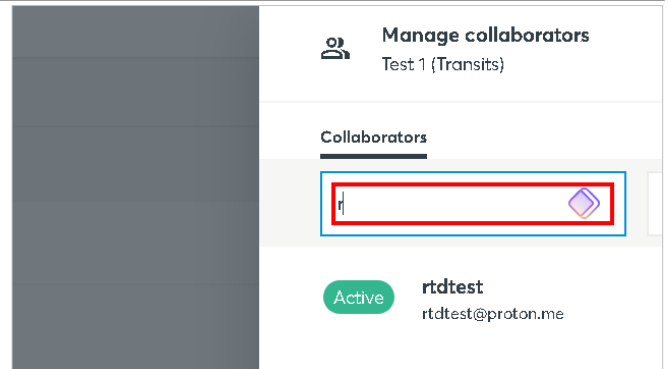 Manage collaborators
Test 1 (Transits)
Collaborators
r
Active
rtdtest
rtdtest@proton.me